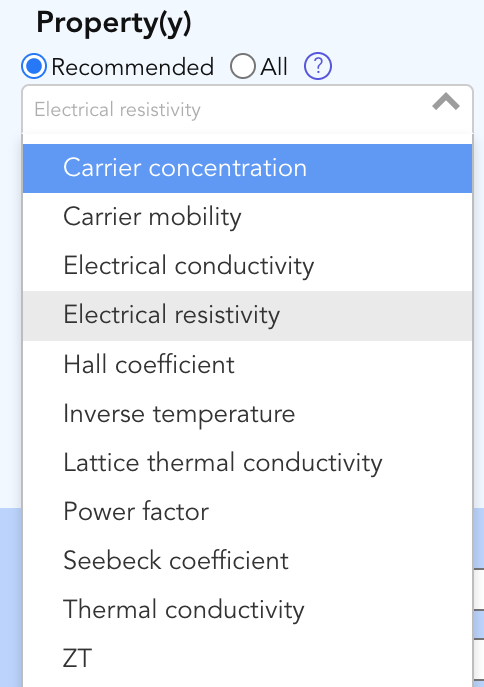 Property(y)
Recommended All ?
Electrical resistivity
Carrier concentration
Carrier mobility
Electrical conductivity
Electrical resistivity
Hall coefficient
Inverse temperature
Lattice thermal conductivity
Power factor
Seebeck coefficient
Thermal conductivity
ZT